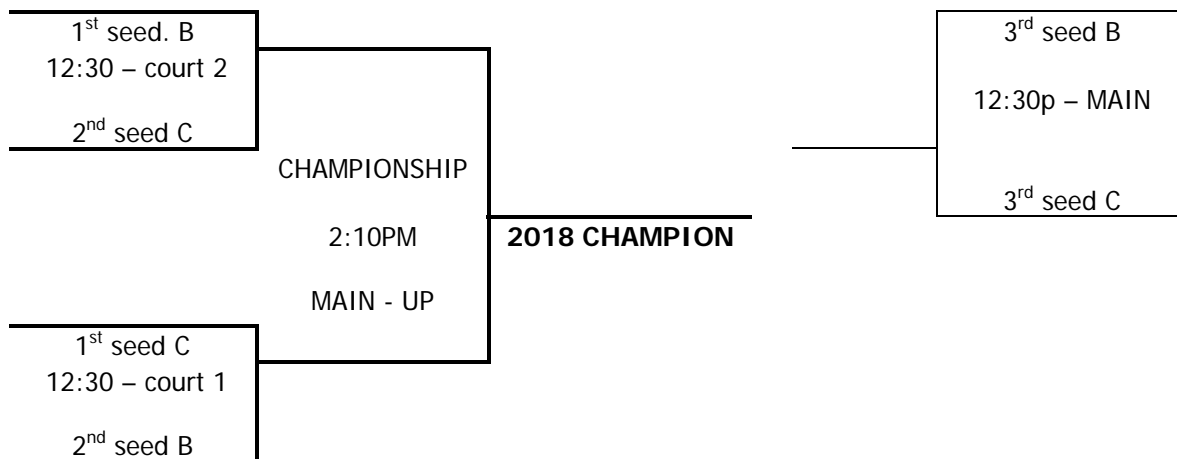 1st seed. B
12:30 – court 2
2nd seed C
CHAMPIONSHIP
2:10PM
MAIN - UP
2018 CHAMPION
1st seed C
12:30 – court 1
2nd seed B
3rd seed B
12:30p – MAIN
3rd seed C